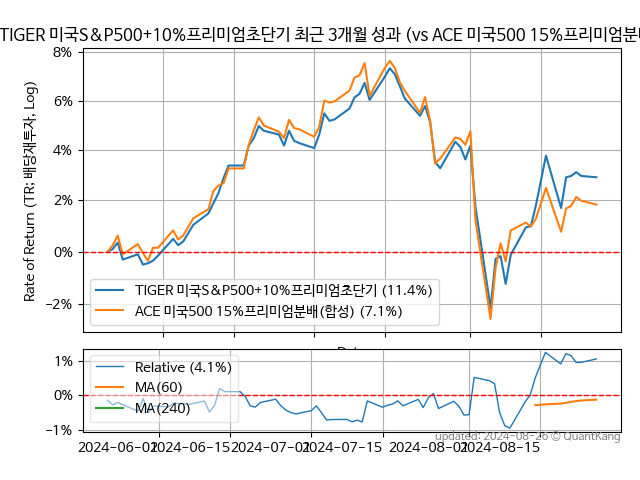 TIGER 미국S&P500+10%프리미엄초단기 최근 3개월 성과 (vs ACE 미국500 15%프리미엄분
Rate of Return (TR: 배당재투자, Log)
8%
6%
4%
2%
0%
−2%
TIGER 미국S&P500+10%프리미엄초단기 (11.4%)
ACE 미국500 15%프리미엄분배(합성) (7.1%)
1%
0%
−1%
Relative (4.1%)
MA(60)
MA(240)
2024-06-01 2024-06-15 2024-07-01 2024-07-15 2024-08-01 2024-08-15
updated: 2024-08-26 © QuantKang